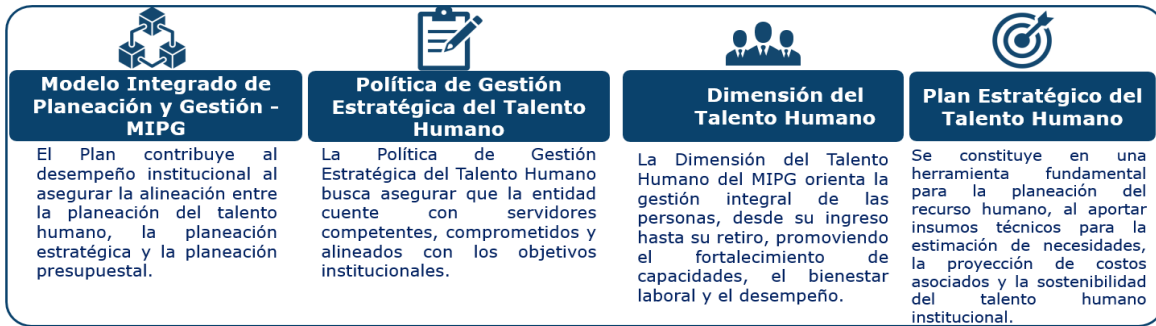 Modelo Integrado de
Planeación y Gestión -
MIPG
El Plan contribuye al
desempeño institucional al
asegurar la alineación entre
la planeación del talento
humano, la planeación
estratégica y la planeación
presupuestal.
Política de Gestión
Estratégica del Talento
Humano
La Política de Gestión
Estratégica del Talento Humano
busca asegurar que la entidad
cuente con servidores
competentes, comprometidos y
alineados con los objetivos
institucionales.
Dimensión del
Talento Humano
La Dimensión del Talento
Humano del MIPG orienta la
gestión integral de las
personas, desde su ingreso
hasta su retiro, promoviendo
el fortalecimiento de
capacidades, el bienestar
laboral y el desempeño.
Plan Estratégico del
Talento Humano
Se constituye en una
herramienta fundamental
para la planeación del
recurso humano, al aportar
insumos técnicos para la
estimación de necesidades,
la proyección de costos
asociados y la sostenibilidad
del talento humano
institucional.